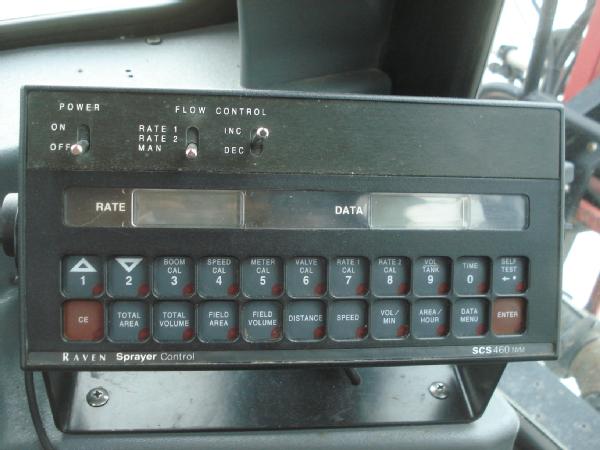 POWER FLOW CONTROL
ON RATE 1 INC
RATE 2
OFF MAN DEC
RATE DATA
BOOM CAL SPEED CAL METER CAL VALVE CAL RATE 1 CAL RATE 2 CAL VOL TANK TIME SELF TEST
1 2 3 4 5 6 7 8 9 0 ←*
CE TOTAL AREA TOTAL VOLUME FIELD AREA FIELD VOLUME DISTANCE SPEED VOL/MIN AREA/HOUR DATA MENU ENTER
RAVEN Sprayer Control SCS 460